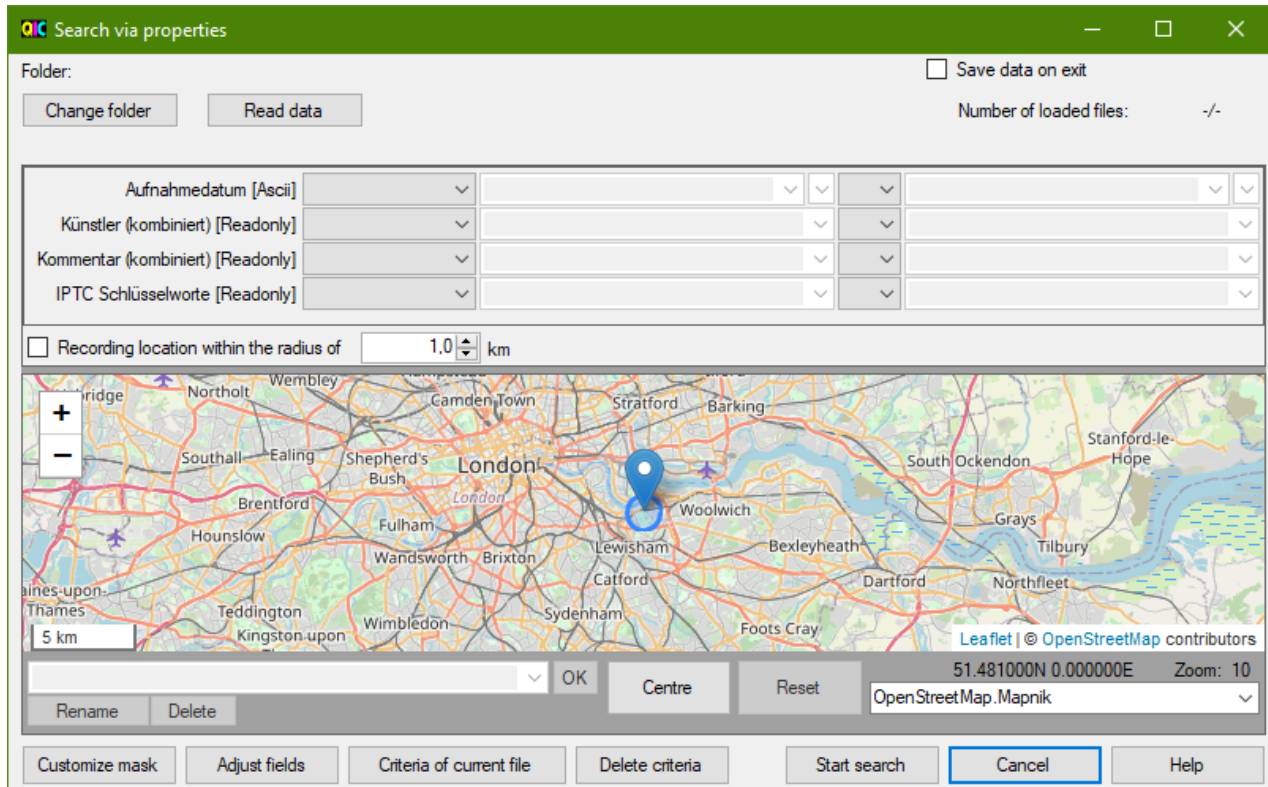 QIC Search via properties
Folder:
Save data on exit
Change folder
Read data
Number of loaded files: -/-
Aufnahmedatum [Ascii]
Künstler (kombiniert) [Readonly]
Kommentar (kombiniert) [Readonly]
IPTC Schlüsselworte [Readonly]
Recording location within the radius of 1,0 km
+
Northolt
Wembley
Camden Town
Stratford
Barking
−
Southall
Ealing
Shepherd's Bush
London
South Ockendon
Stanford-le-Hope
Brentford
London
Woolwich
Grays
Hounslow
Fulham
Wandsworth
Brixton
Lewisham
Bexleyheath
Tilbury
Catford
Dartford
Northfleet
aines-upon-
Thames
Teddington
Wimbledon
Sydenham
Foots Cray
5 km
Kingston upon
Leaflet | © OpenStreetMap contributors
OK
Centre
Reset
51.481000N 0.000000E Zoom: 10
OpenStreetMap.Mapnik
Rename
Delete
Customize mask
Adjust fields
Criteria of current file
Delete criteria
Start search
Cancel
Help